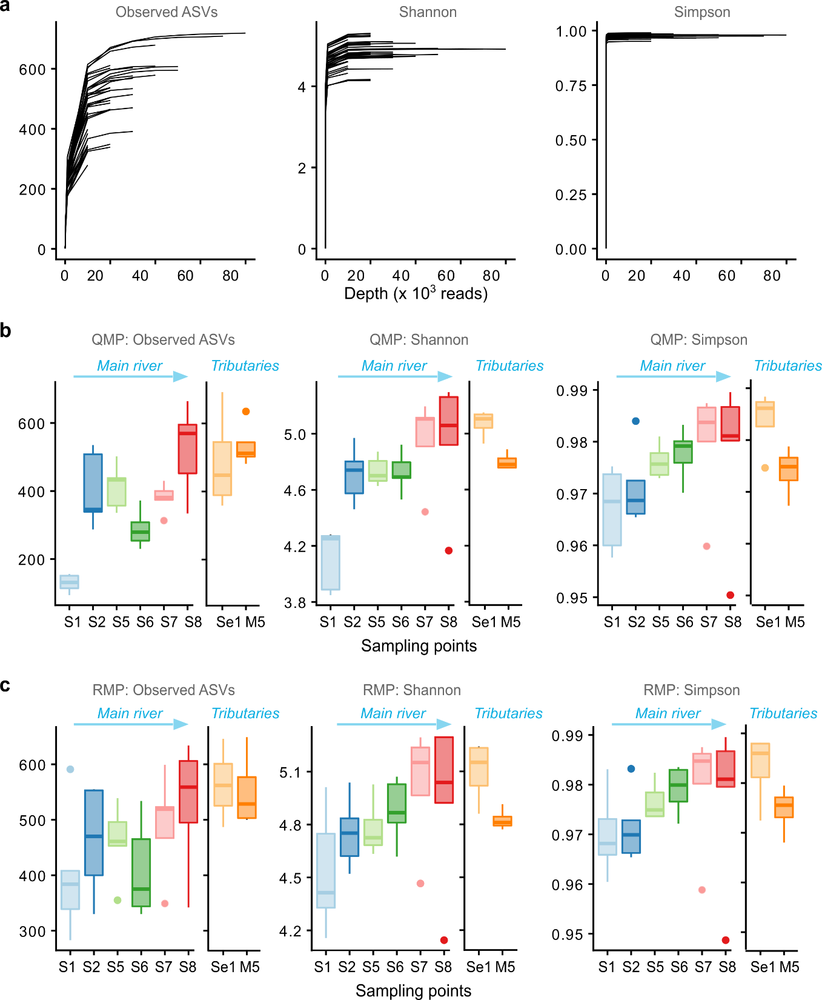 a
Observed ASVs Shannon Simpson
600
400
200
0
4
2
0
1.00
0.75
0.50
0.25
0.00
0 20 40 60 80 0 20 40 60 80 0 20 40 60 80
Depth (x 10³ reads)
b
QMP: Observed ASVs QMP: Shannon QMP: Simpson
Main river Tributaries Main river Tributaries Main river Tributaries
600
400
200
5.0
4.6
4.2
3.8
0.99
0.98
0.97
0.96
0.95
S1 S2 S5 S6 S7 S8 Se1 M5 S1 S2 S5 S6 S7 S8 Se1 M5 S1 S2 S5 S6 S7 S8 Se1 M5
Sampling points
c
RMP: Observed ASVs RMP: Shannon RMP: Simpson
Main river Tributaries Main river Tributaries Main river Tributaries
600
500
400
300
5.1
4.8
4.5
4.2
0.99
0.98
0.97
0.96
0.95
S1 S2 S5 S6 S7 S8 Se1 M5 S1 S2 S5 S6 S7 S8 Se1 M5 S1 S2 S5 S6 S7 S8 Se1 M5
Sampling points